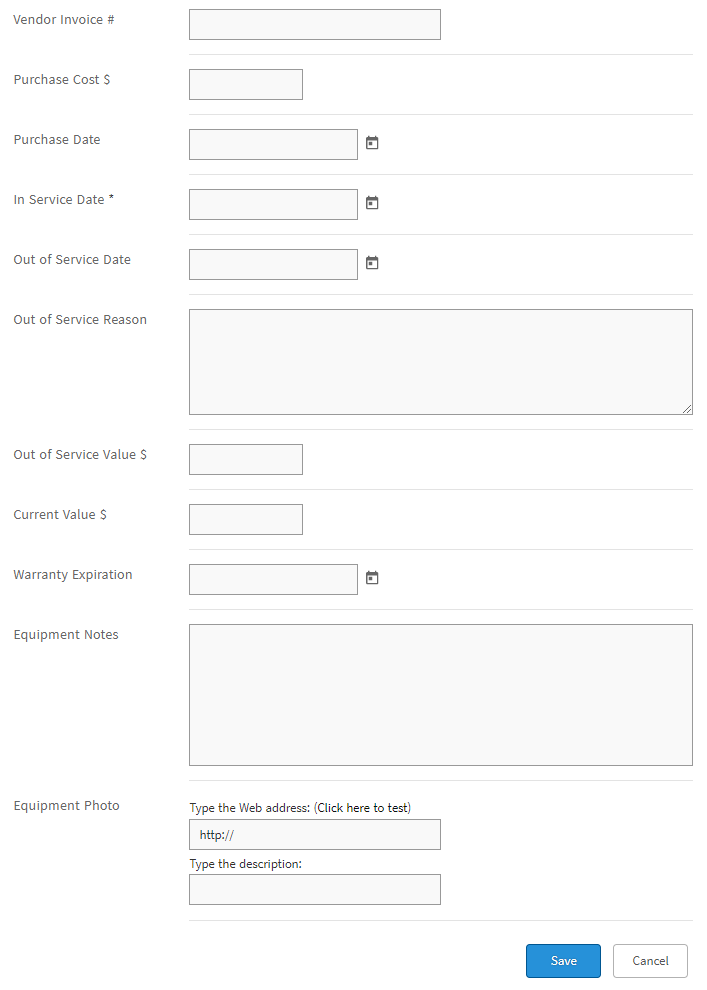 Vendor Invoice #
Purchase Cost $
Purchase Date
In Service Date *
Out of Service Date
Out of Service Reason
Out of Service Value $
Current Value $
Warranty Expiration
Equipment Notes
Equipment Photo
Type the Web address: (Click here to test)
http://
Type the description:
Save Cancel